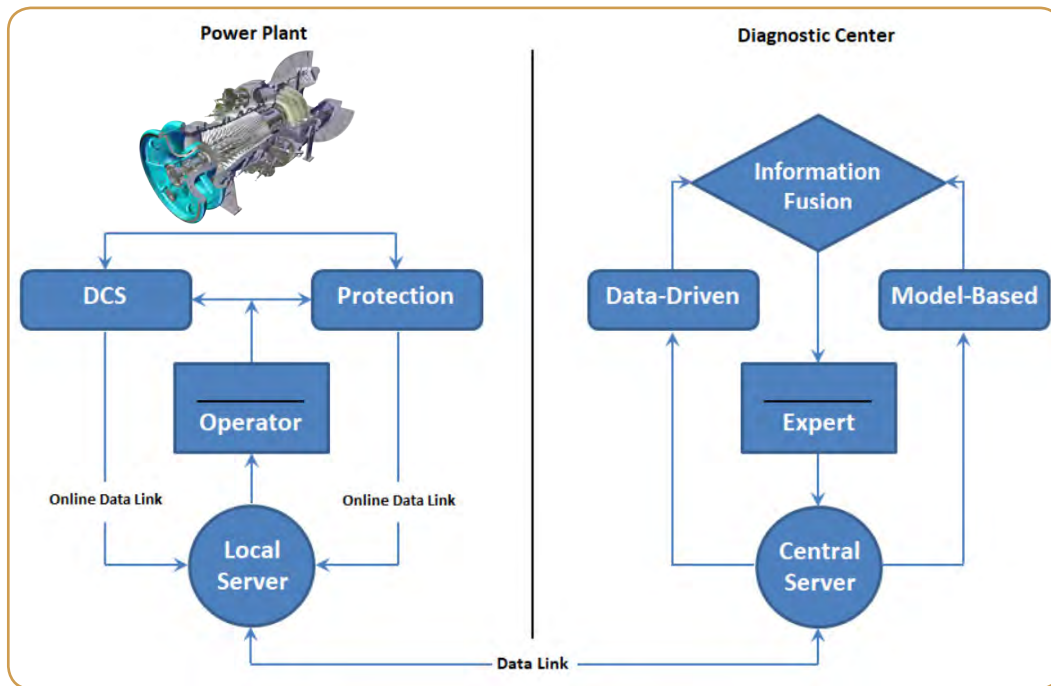 Power Plant
Diagnostic Center
Information
Fusion
DCS
Protection
Data-Driven
Model-Based
Operator
Expert
Online Data Link
Online Data Link
Local
Server
Central
Server
Data Link